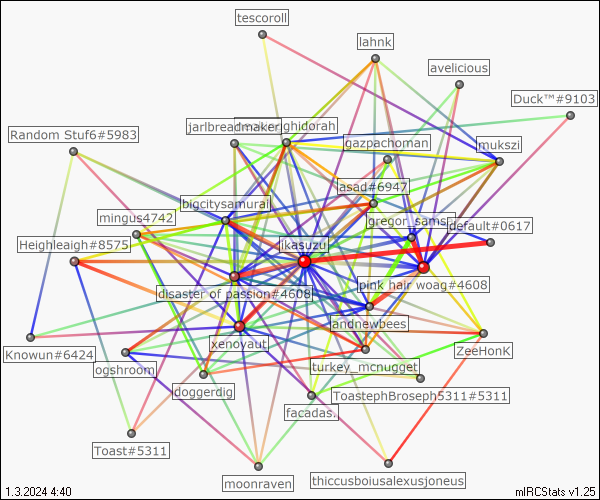 tescoroll
lahnk
avelicious
Duck™#9103
Random Stuf6#5983
jarlbreadmaker
ghidorah
gazpachoman
mukszi
asad#6947
bigcitysamurai
mingus4742
gregor_sams
default#0617
Heighleaigh#8575
ikasuzu
disaster of passion#4608
pink hair woag#4608
andnewbees
xenoyaut
ZeeHonK
Knowun#6424
ogshroom
turkey_mcnugget
doggerdig
ToastephBroseph5311#5311
facadas.
Toast#5311
moonraven
thiccusboiusalexusjoneus
1.3.2024 4:40
mIRCStats v1.25